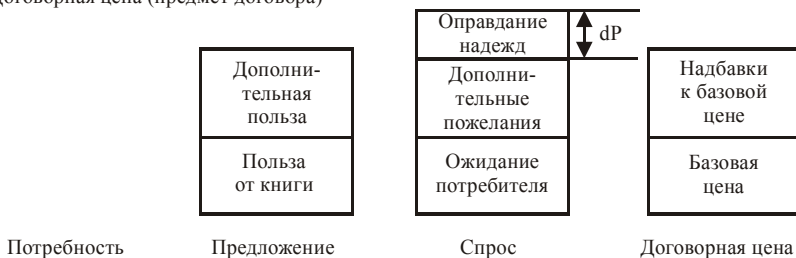 договорная цена (предмет договора)
Оправдание
надежд
dP
Дополни-
тельная
польза
Дополни-
тельные
пожелания
Надбавки
к базовой
цене
Польза
от книги
Ожидание
потребителя
Базовая
цена
Потребность
Предложение
Спрос
Договорная цена